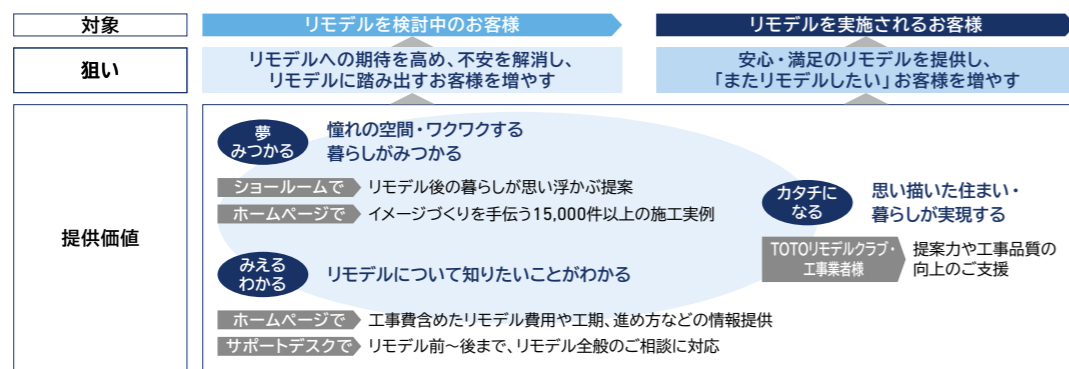 対象
リモデルを検討中のお客様
リモデルを実施されるお客様
狙い
リモデルへの期待を高め、不安を解消し、
リモデルに踏み出すお客様を増やす
安心・満足のリモデルを提供し、
「またリモデルしたい」お客様を増やす
提供価値
夢
みつかる
憧れの空間・ワクワクする
暮らしがみつかる
ショールームで
リモデル後の暮らしが思い浮かぶ提案
ホームページで
イメージづくりを手伝う15,000件以上の施工実例
みえる
わかる
リモデルについて知りたいことがわかる
ホームページで
工事費含めたリモデル費用や工期、進め方などの情報提供
サポートデスクで
リモデル前～後まで、リモデル全般のご相談に対応
カタチに
なる
思い描いた住まい・
暮らしが実現する
TOTOリモデルクラブ・
工事業者様
提案力や工事品質の
向上のご支援